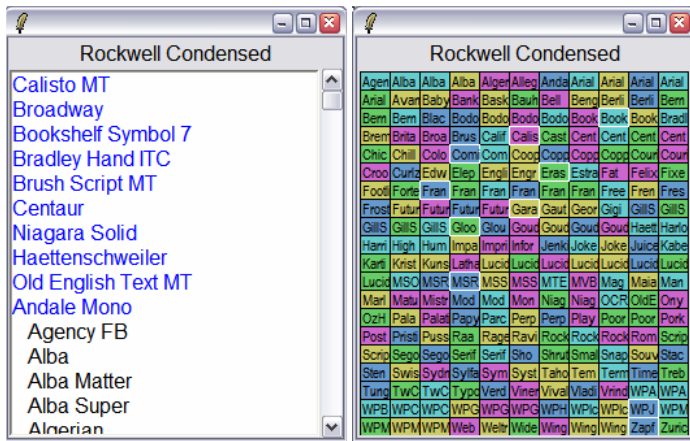 Rockwell Condensed
Calisto MT
Broadway
Bookshelf Symbol 7
Bradley Hand ITC
Brush Script MT
Centaur
Niagara Solid
Haettenschweiler
Old English Text MT
Andale Mono
Agency FB
Alba
Alba Matter
Alba Super
Algerian
Rockwell Condensed
Agen Alba Alba Alba Alger Alleg Anda Arial Arial Arial Arial
Arial Avan Baby Bank Bask Bauh Bell Beng Berli Berli Bern
Bern Bern Blac Bodo Bodo Bodo Bodo Book Book Book Bradl
Brem Brita Broa Brus Calif Calis Cast Cent Cent Cent Cent
Chic Chill Colo Comi Com Coop Copp Copp Copp Cour Cour
Croo Curlz Edw Elep Engli Engr Eras Estra Fat Felix Fixe
Footl Forte Fran Fran Fran Fran Fran Fran Free Fren Fres
Frost Futur Futur Futur Futur Gara Gaut Geor Gigi GillS GillS
GillS GillS GillS Gloo Glou Goud Goud Goud Goud Haett Harlo
Harri High Hum Impa Impri Infor Jenki Joke Joke Juice Kabe
Karti Krist Kuns Latha Lucid Lucid Lucid Lucid Lucid Lucid Lucid
Lucid MSO MSR MSR MSS MSS MTE MVB Mag Maia Man
Marl Matu Mistr Mod Mod Mon Niag Niag OCR OldE Ony
OzH Pala Palat Papy Parc Perp Perp Play Poor Poor Pork
Post Pristi Puss Raa Rage Ravi Rock Rock Rock Rom Scrip
Scrip Sego Sego Serif Serif Sho Shrut Smal Snap Souv Stac
Sten Swis Sydn Sylfa Sym Syst Taho Tem Term Time Treb
Tung TwC TwC Typo Verd Viner Vival Vladi Vrind WPA WPA
WPB WPC WPC WPG WPG WPG WPH WPIc WPIc WPJ WPM
WPM WPM WPM Web Weltr Wide Wing Wing Wing Zapf Zuric